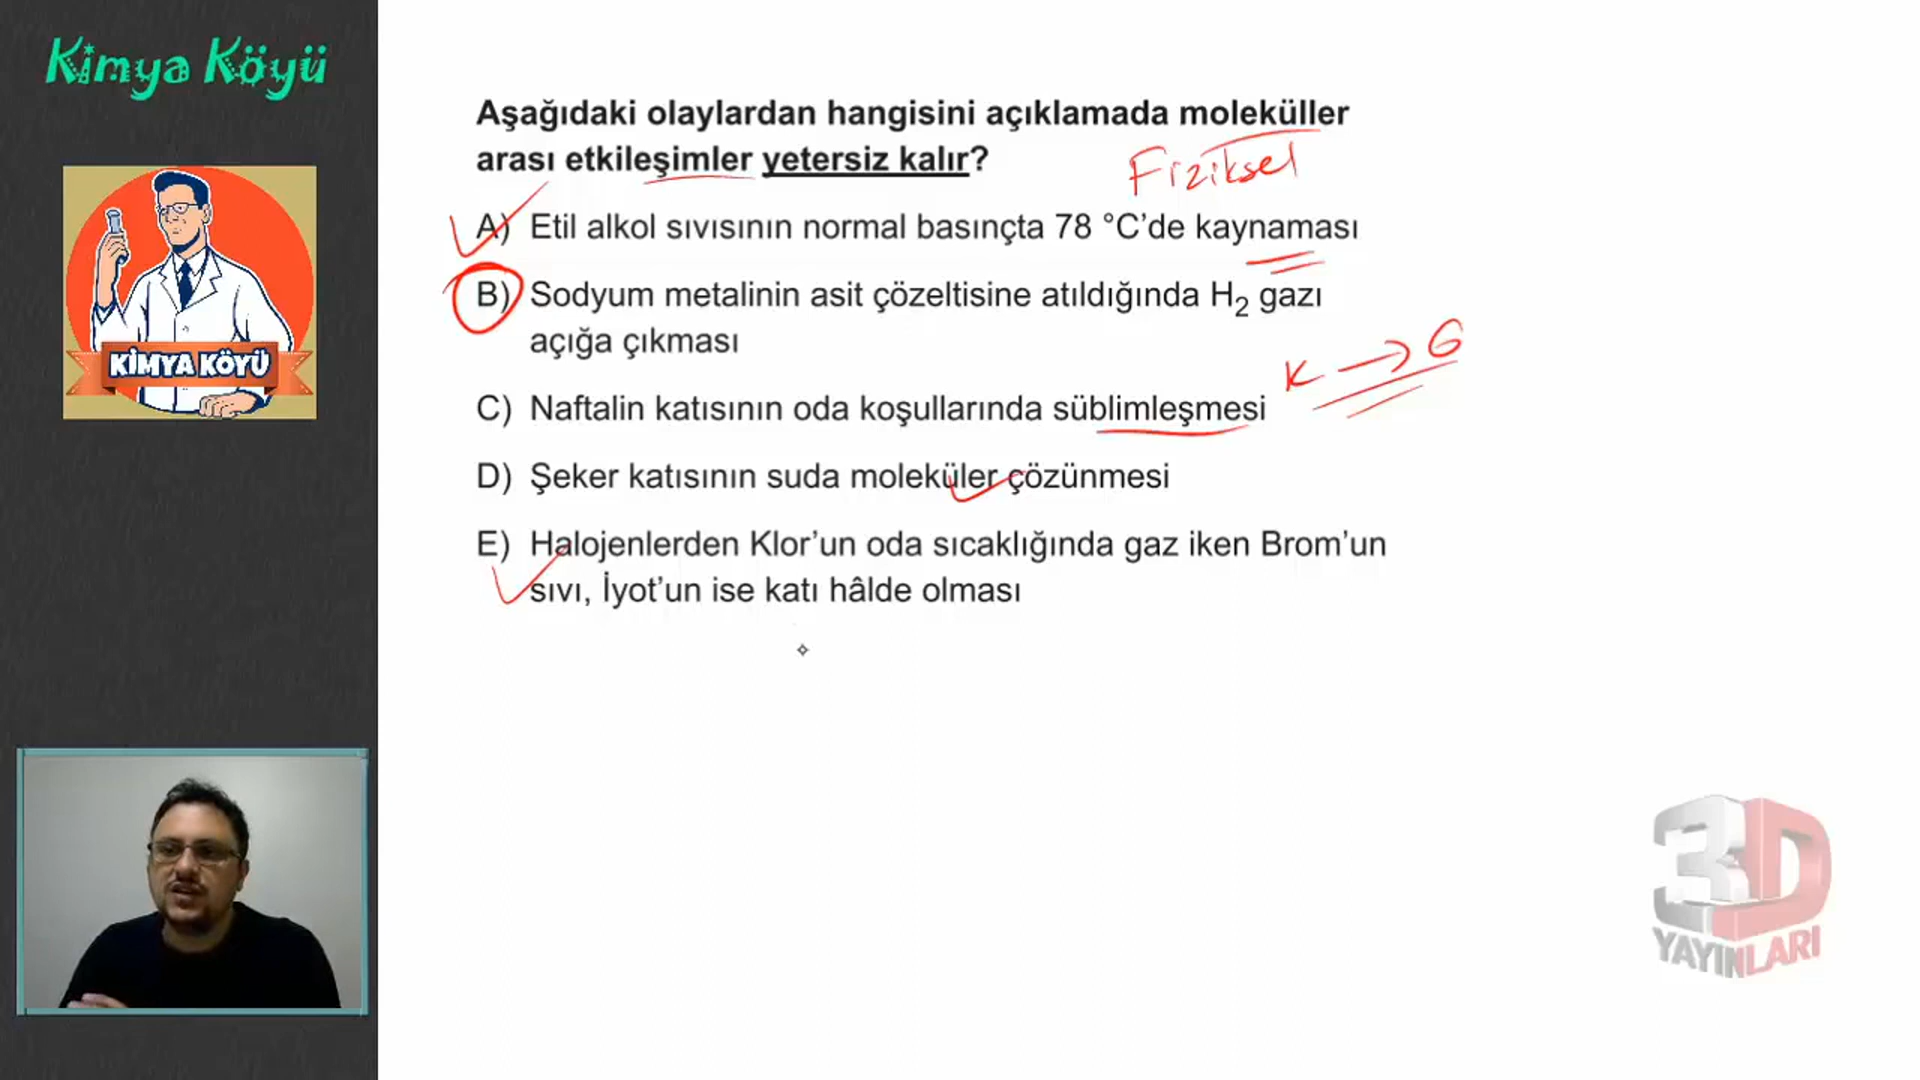 Kimya Köyü
KİMYA KÖYÜ
Aşağıdaki olaylardan hangisini açıklamada moleküller
arası etkileşimler yetersiz kalır?
Fiziksel
A) Etil alkol sıvısının normal basınçta 78 °C'de kaynaması
B) Sodyum metalinin asit çözeltisine atıldığında H₂ gazı
açığa çıkması
K → G
C) Naftalin katısının oda koşullarında süblimleşmesi
D) Şeker katısının suda moleküler çözünmesi
E) Halojenlerden Klor'un oda sıcaklığında gaz iken Brom'un
sıvı, İyot'un ise katı hâlde olması
3D
YAYINLARI